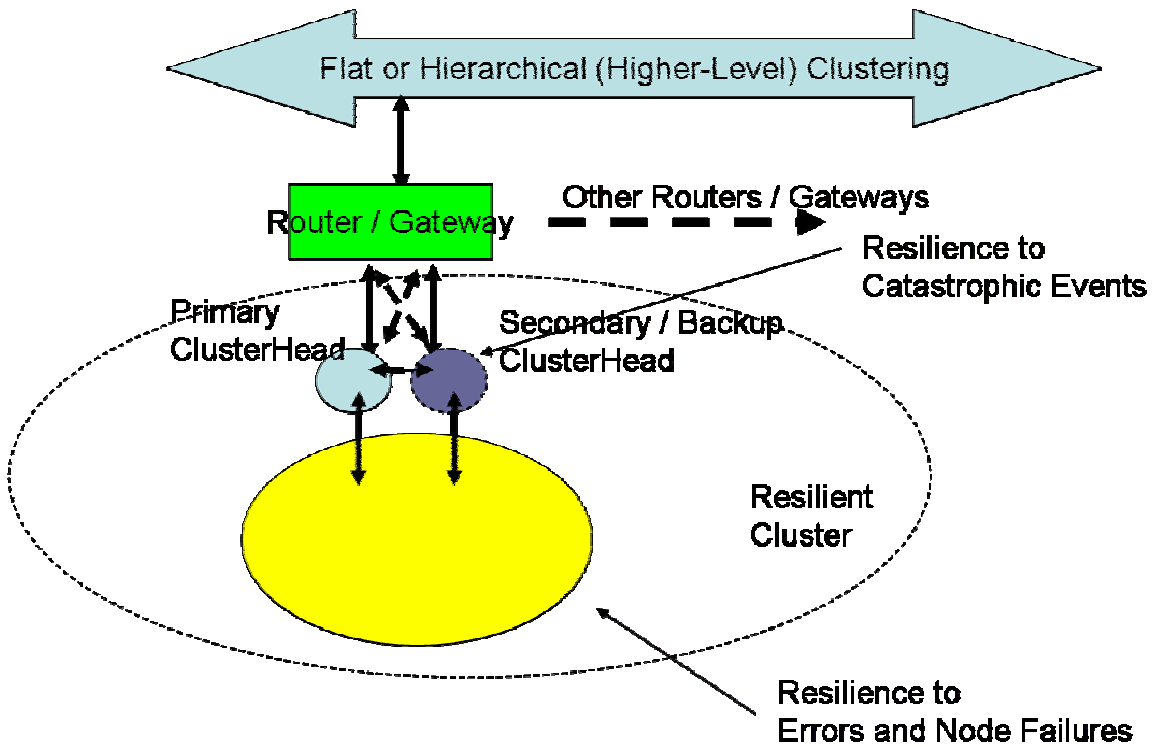 Flat or Hierarchical (Higher-Level) Clustering
Router / Gateway
Other Routers / Gateways
Resilience to
Catastrophic Events
Primary
ClusterHead
Secondary / Backup
ClusterHead
Resilient
Cluster
Resilience to
Errors and Node Failures